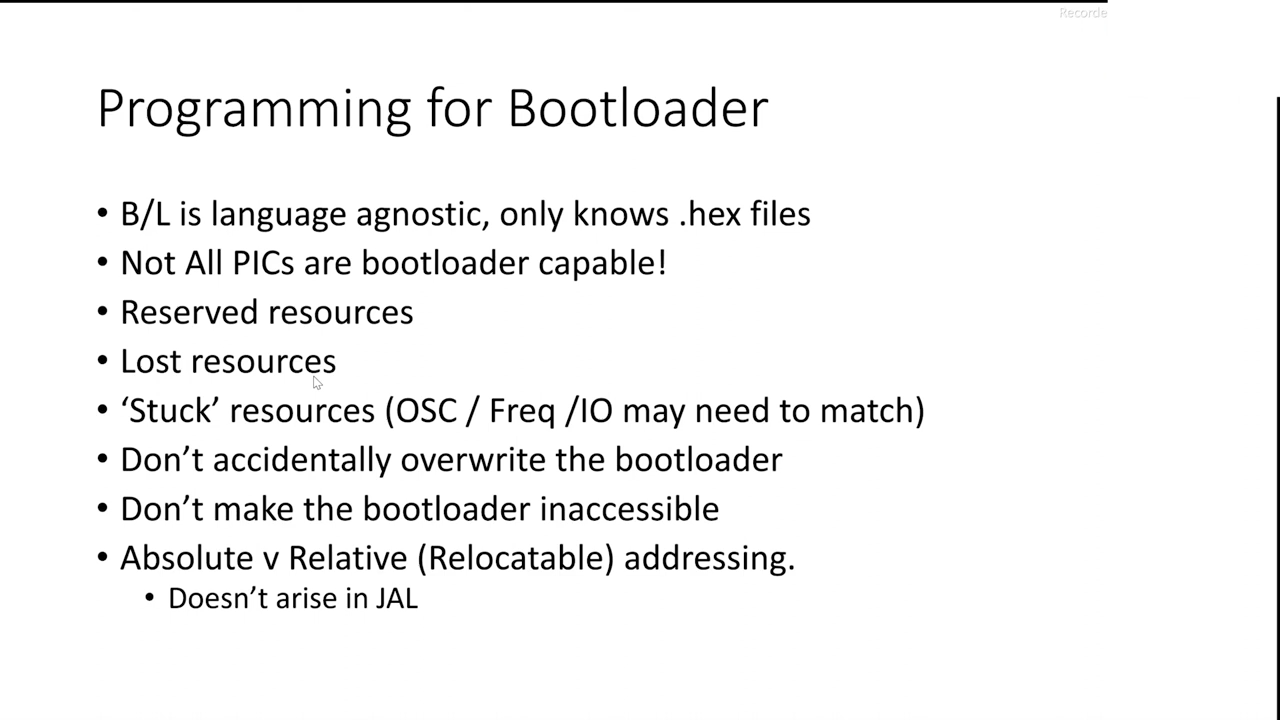 Recorde
Programming for Bootloader
• B/L is language agnostic, only knows .hex files
• Not All PICs are bootloader capable!
• Reserved resources
• Lost resources
• ‘Stuck’ resources (OSC / Freq /IO may need to match)
• Don’t accidentally overwrite the bootloader
• Don’t make the bootloader inaccessible
• Absolute v Relative (Relocatable) addressing.
• Doesn’t arise in JAL